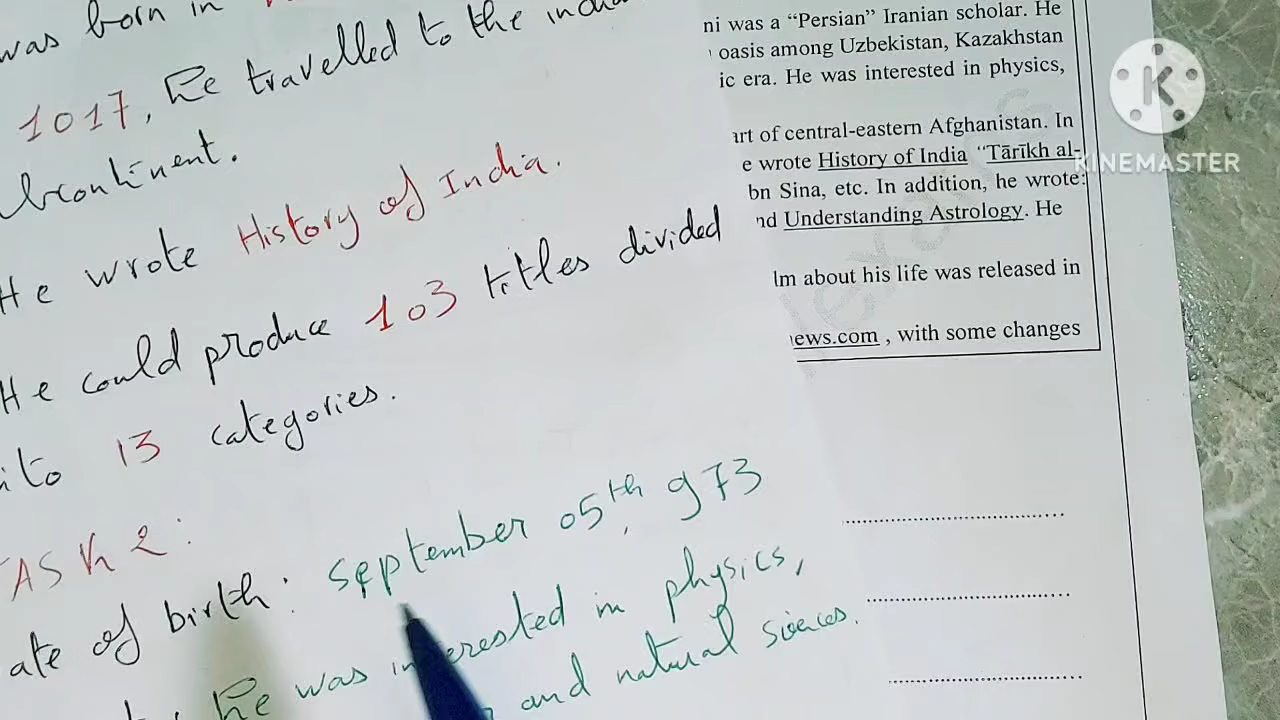 was born in
1017, he travelled to the
bcontinent.
He wrote History of India.
He could produce 103 titles divided
into 13 categories.
TASK 2:
ate of birth: September 05th, 973
he was interested in physics,
and natural siences.
ni was a “Persian” Iranian scholar. He
oasis among Uzbekistan, Kazakhstan
ic era. He was interested in physics,
art of central-eastern Afghanistan. In
e wrote History of India “Tārīkh al-
bn Sina, etc. In addition, he wrote:
nd Understanding Astrology. He
lm about his life was released in
ews.com , with some changes
K
KINEMASTER